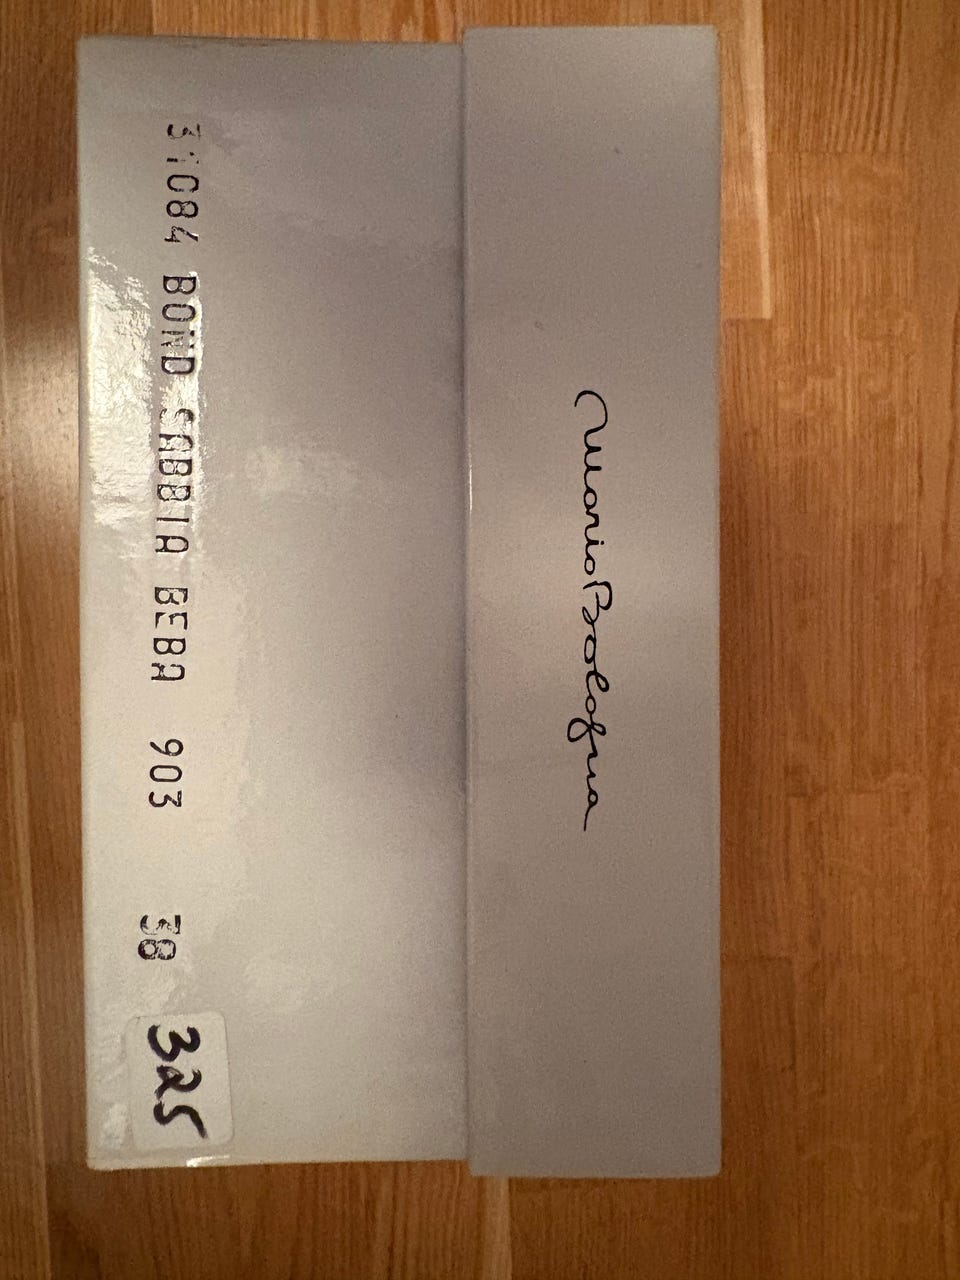 Mario Bologna
31084 BOND SABBIA BEBA 903 38
325